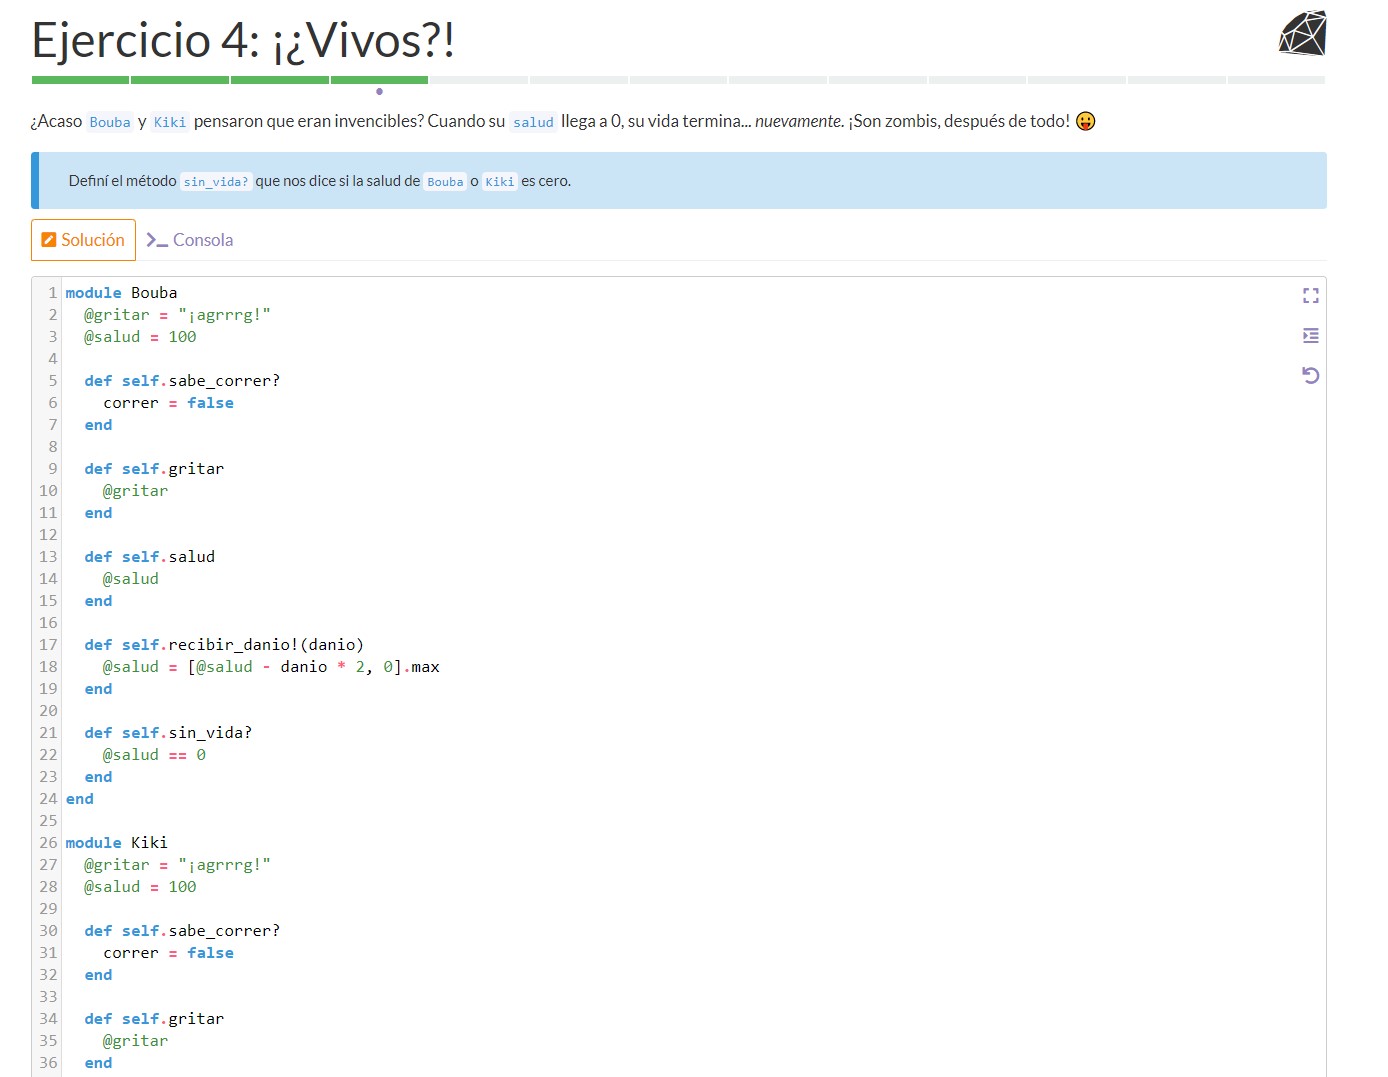 Ejercicio 4: ¡¿Vivos?!
¿Acaso Bouba y Kiki pensaron que eran invencibles? Cuando su salud llega a 0, su vida termina... nuevamente. ¡Son zombis, después de todo! 😛
Definí el método sin_vida? que nos dice si la salud de Bouba o Kiki es cero.
Solución
Consola
1 module Bouba
2   @gritar = "¡agrrrg!"
3   @salud = 100
4
5   def self.sabe_correr?
6     correr = false
7   end
8
9   def self.gritar
10     @gritar
11   end
12
13   def self.salud
14     @salud
15   end
16
17   def self.recibir_danio!(danio)
18     @salud = [@salud - danio * 2, 0].max
19   end
20
21   def self.sin_vida?
22     @salud == 0
23   end
24 end
25
26 module Kiki
27   @gritar = "¡agrrrg!"
28   @salud = 100
29
30   def self.sabe_correr?
31     correr = false
32   end
33
34   def self.gritar
35     @gritar
36   end